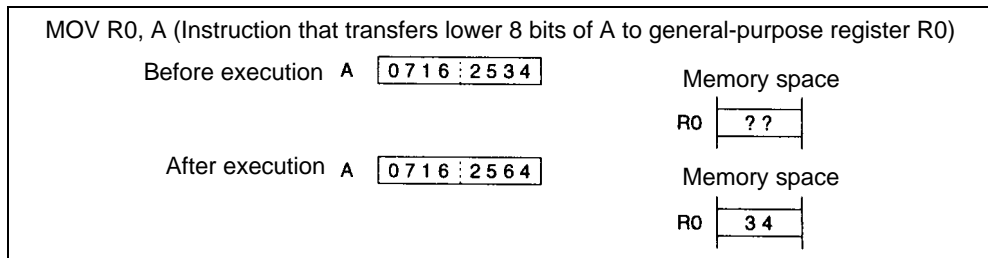 MOV R0, A (Instruction that transfers lower 8 bits of A to general-purpose register R0)
Before execution A 0716 2534
Memory space
R0 ??
After execution A 0716 2564
Memory space
R0 34